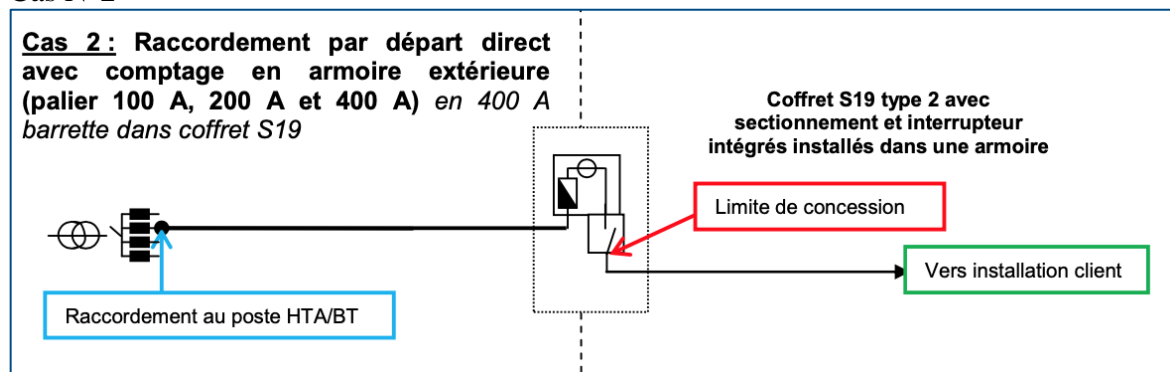 Cas 2 : Raccordement par départ direct
avec comptage en armoire extérieure
(palier 100 A, 200 A et 400 A) en 400 A
barrette dans coffret S19
Coffret S19 type 2 avec
sectionnement et interrupteur
intégrés installés dans une armoire
Limite de concession
Vers installation client
Raccordement au poste HTA/BT